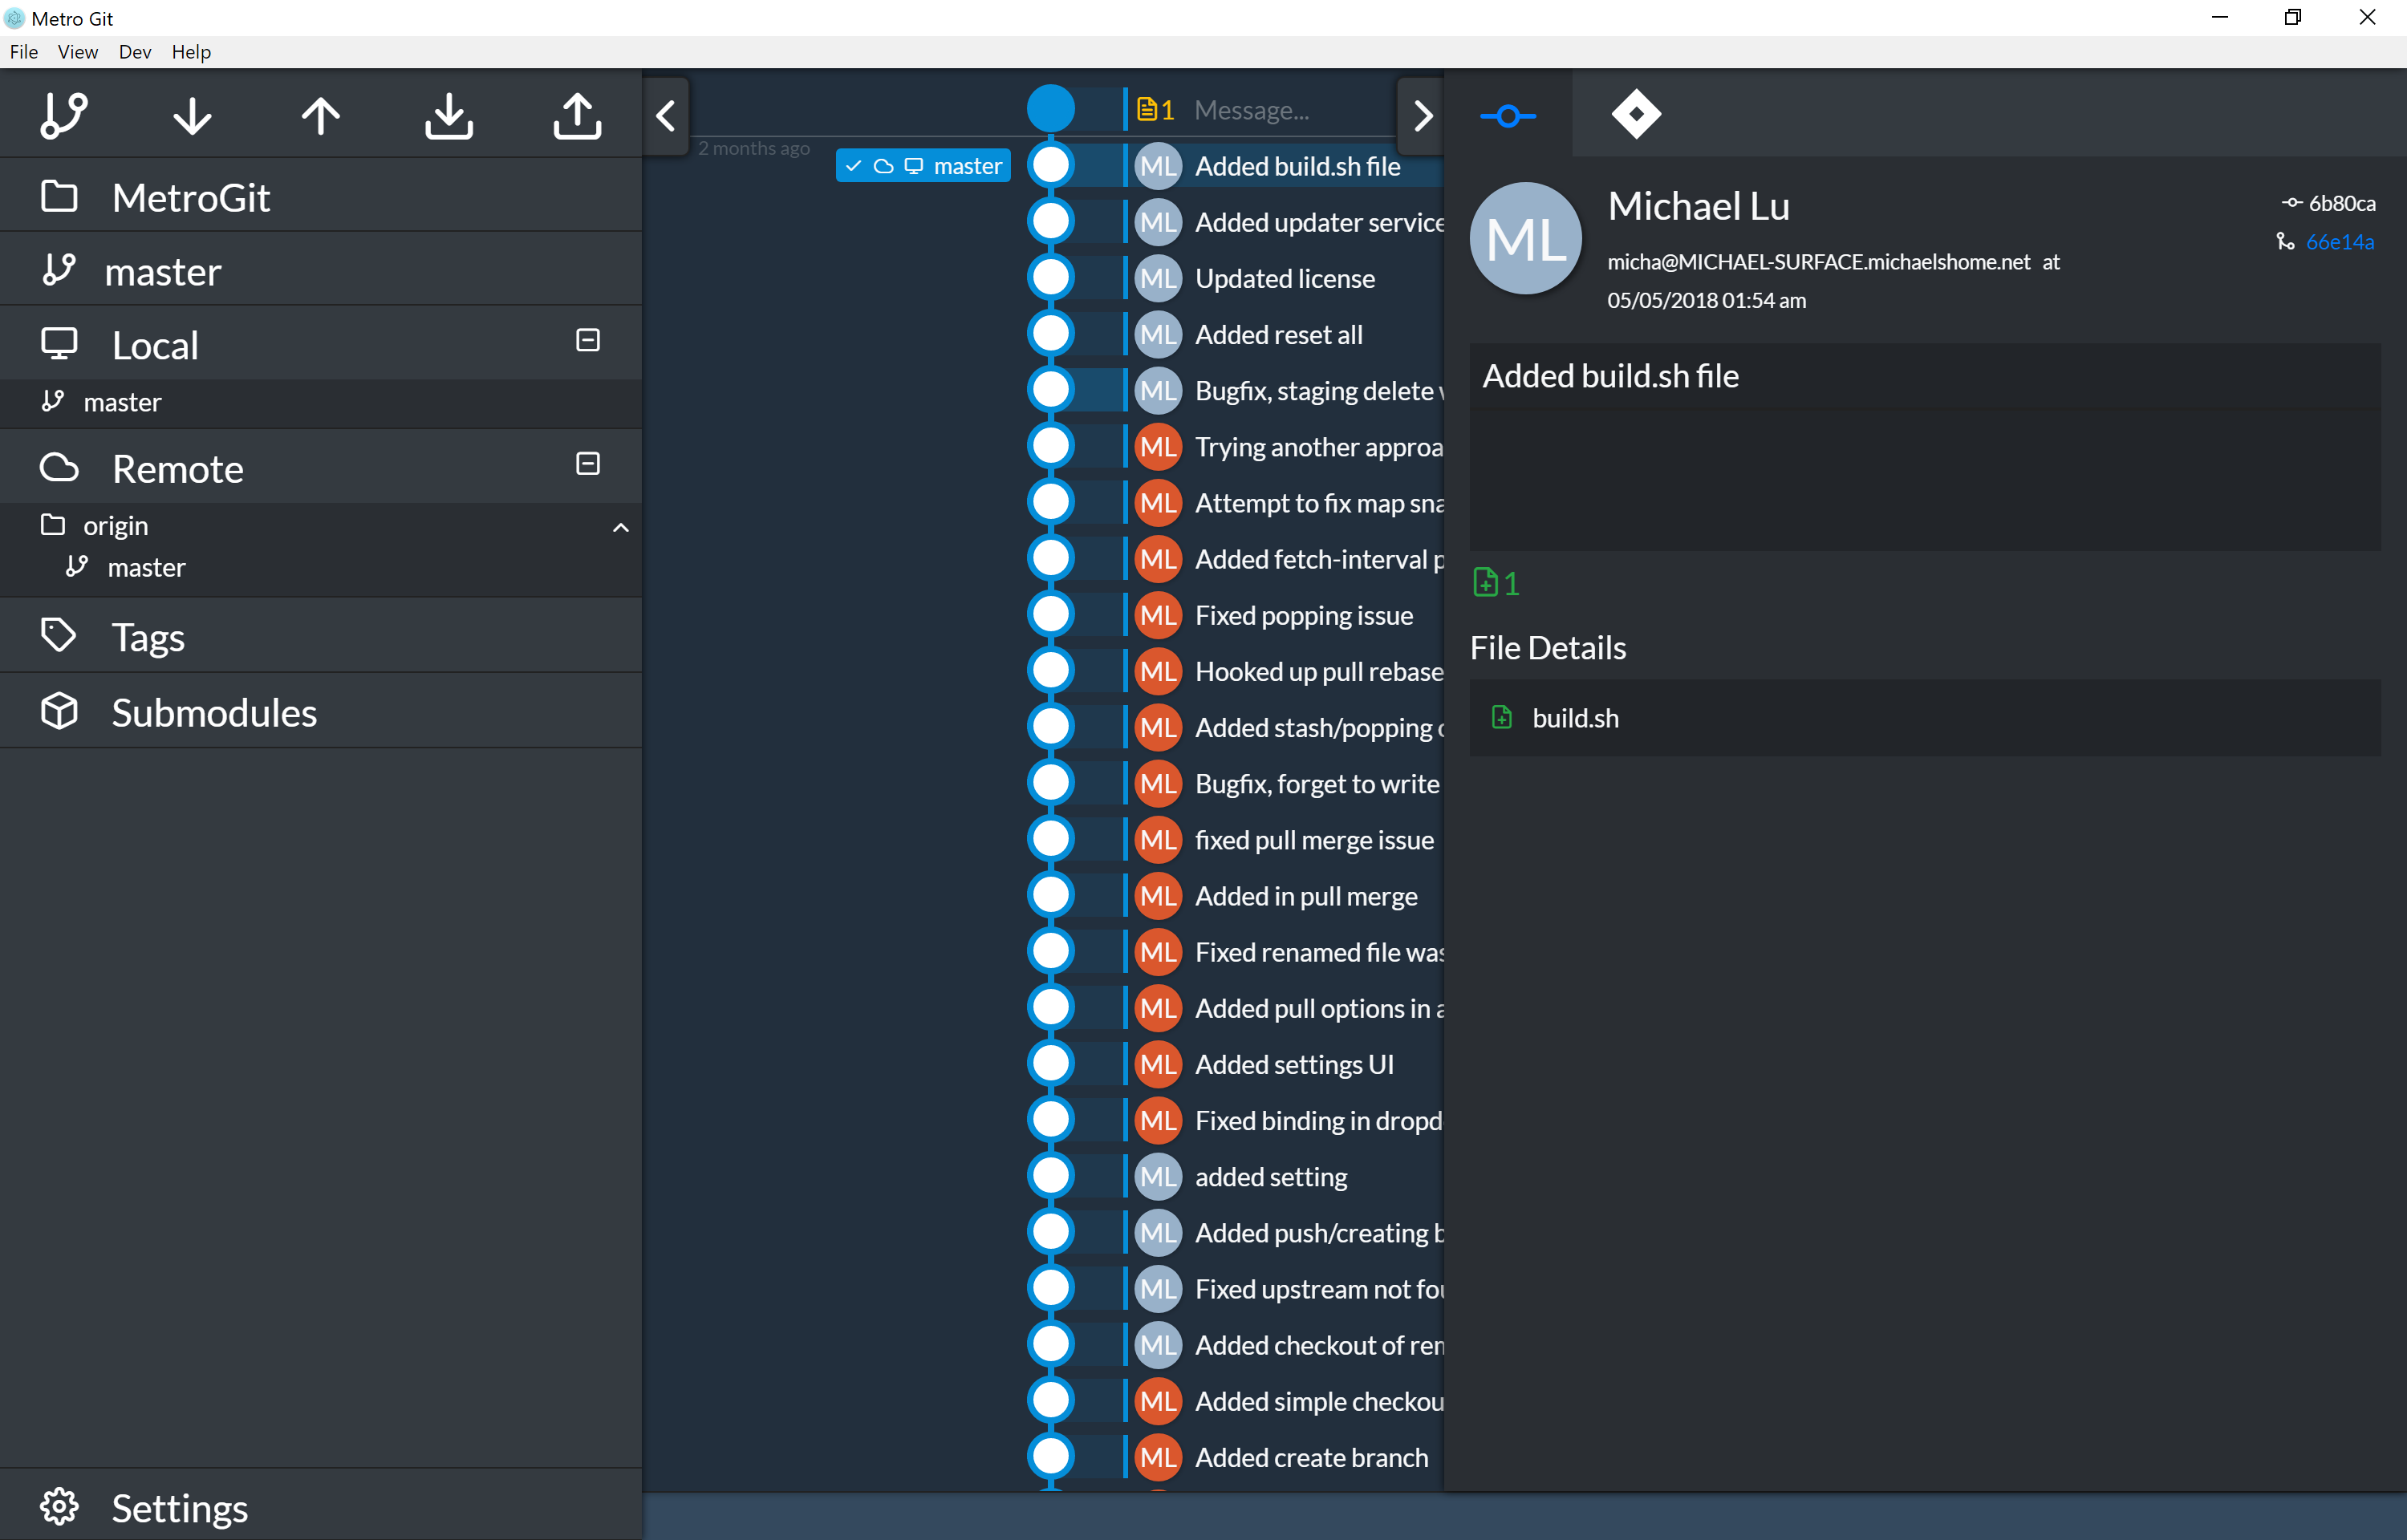 Metro Git
File View Dev Help
MetroGit
master
Local
master
Remote
origin
master
Tags
Submodules
Settings
1 Message...
2 months ago
master
ML Added build.sh file
ML Added updater service
ML Updated license
ML Added reset all
ML Bugfix, staging delete
ML Trying another approa
ML Attempt to fix map sna
ML Added fetch-interval p
ML Fixed popping issue
ML Hooked up pull rebase
ML Added stash/popping
ML Bugfix, forget to write
ML fixed pull merge issue
ML Added in pull merge
ML Fixed renamed file was
ML Added pull options in a
ML Added settings UI
ML Fixed binding in dropd
ML added setting
ML Added push/creating b
ML Fixed upstream not fou
ML Added checkout of rem
ML Added simple checkou
ML Added create branch
ML
Michael Lu
micha@MICHAEL-SURFACE.michaelshome.net at
05/05/2018 01:54 am
6b80ca
66e14a
Added build.sh file
1
File Details
build.sh